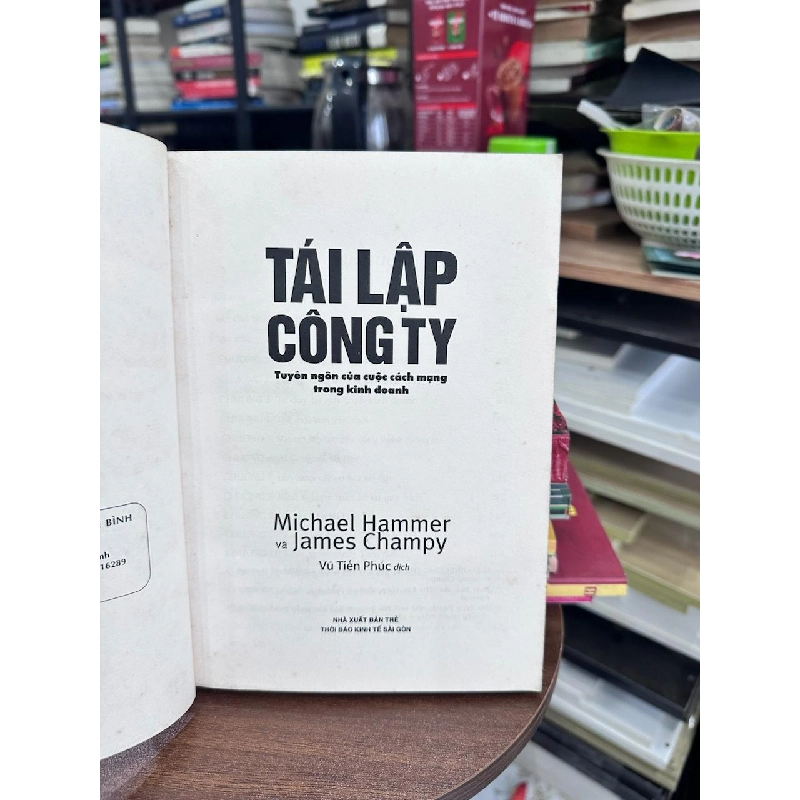 TÁI LẬP
CÔNG TY
Tuyên ngôn của cuộc cách mạng
trong kinh doanh
Michael Hammer
và James Champy
Vũ Tiến Phúc dịch
NHÀ XUẤT BẢN TRẺ
THỜI BÁO KINH TẾ SÀI GÒN
BÌNH
nh
16289